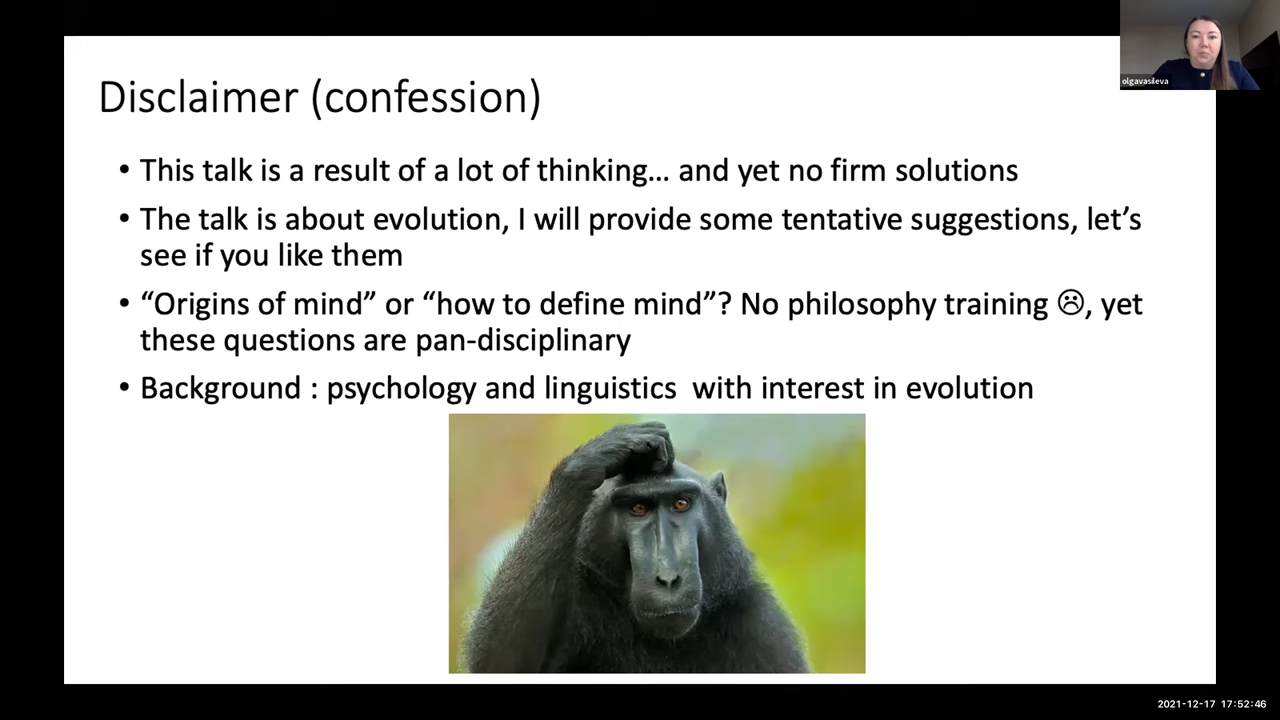 olgavasileva
Disclaimer (confession)
• This talk is a result of a lot of thinking... and yet no firm solutions
• The talk is about evolution, I will provide some tentative suggestions, let’s
see if you like them
• “Origins of mind” or “how to define mind”? No philosophy training ☹, yet
these questions are pan-disciplinary
• Background : psychology and linguistics  with interest in evolution
2021-12-17 17:52:46